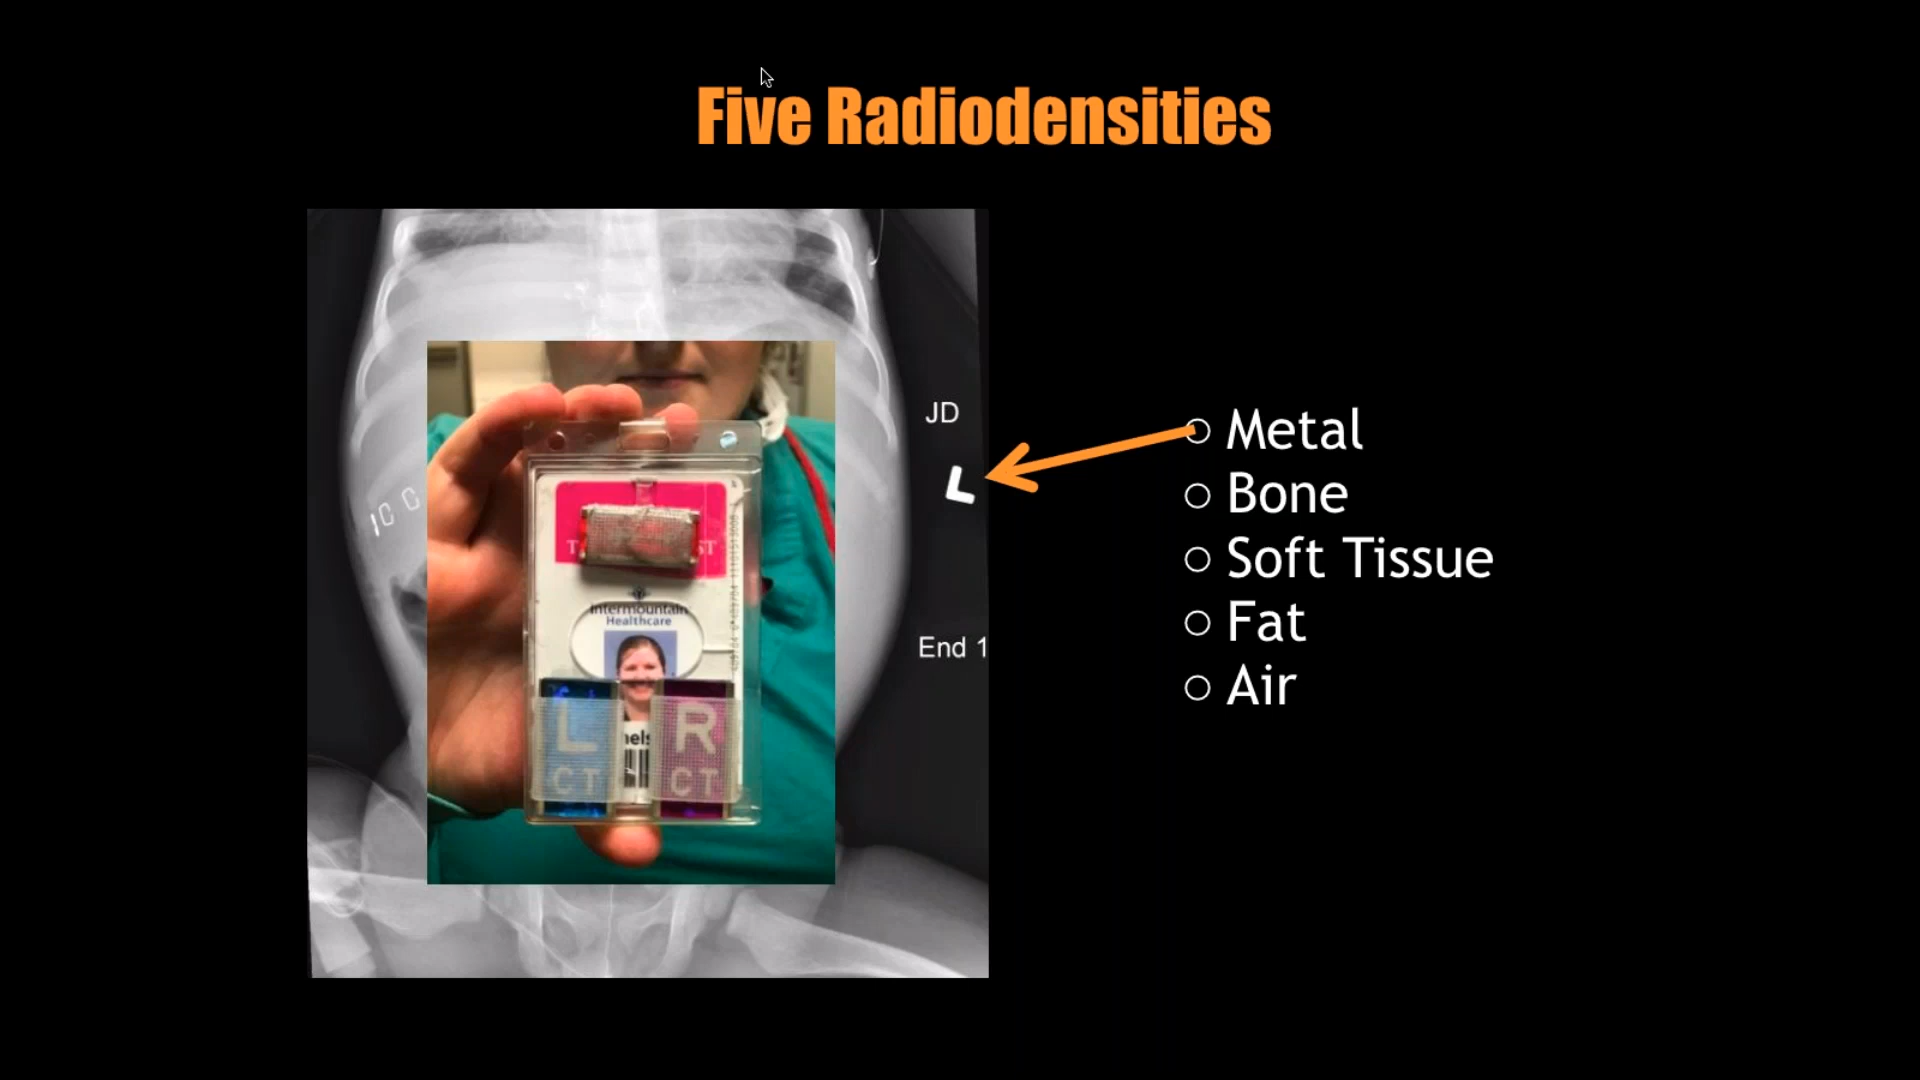 Five Radiodensities
JD
L
End 1
Intermountain
Healthcare
L
CT
R
CT
Metal
Bone
Soft Tissue
Fat
Air